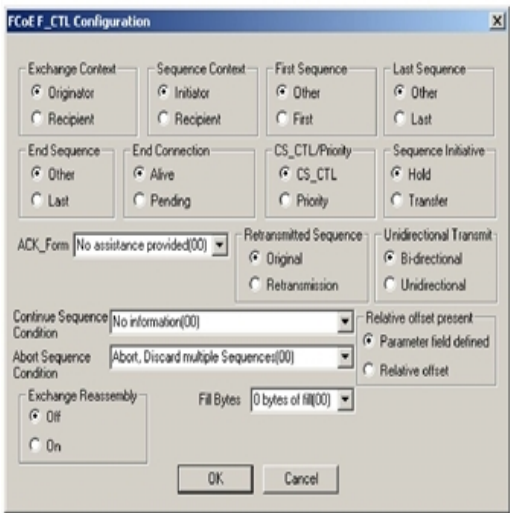 FCoE F_CTL Configuration
Exchange Context
Originator
Recipient
Sequence Context
Initiator
Recipient
First Sequence
Other
First
Last Sequence
Other
Last
End Sequence
Other
Last
End Connection
Alive
Pending
CS_CTL/Priority
CS_CTL
Priority
Sequence Initiative
Hold
Transfer
ACK_Form
No assistance provided(00)
Retransmitted Sequence
Original
Retransmission
Unidirectional Transmit
Bi-directional
Unidirectional
Continue Sequence
Condition
No information(00)
Abort Sequence
Condition
Abort, Discard multiple Sequences(00)
Relative offset present
Parameter field defined
Relative offset
Exchange Reassembly
Off
On
Fill Bytes
0 bytes of fill(00)
OK
Cancel